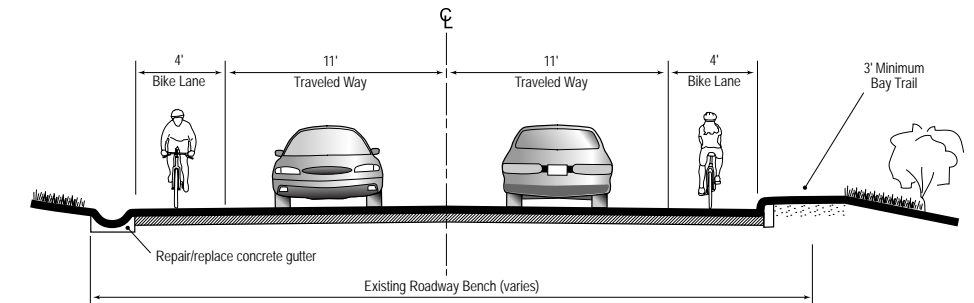 ℄
4'
Bike Lane
11'
Traveled Way
11'
Traveled Way
4'
Bike Lane
3' Minimum
Bay Trail
Repair/replace concrete gutter
Existing Roadway Bench (varies)